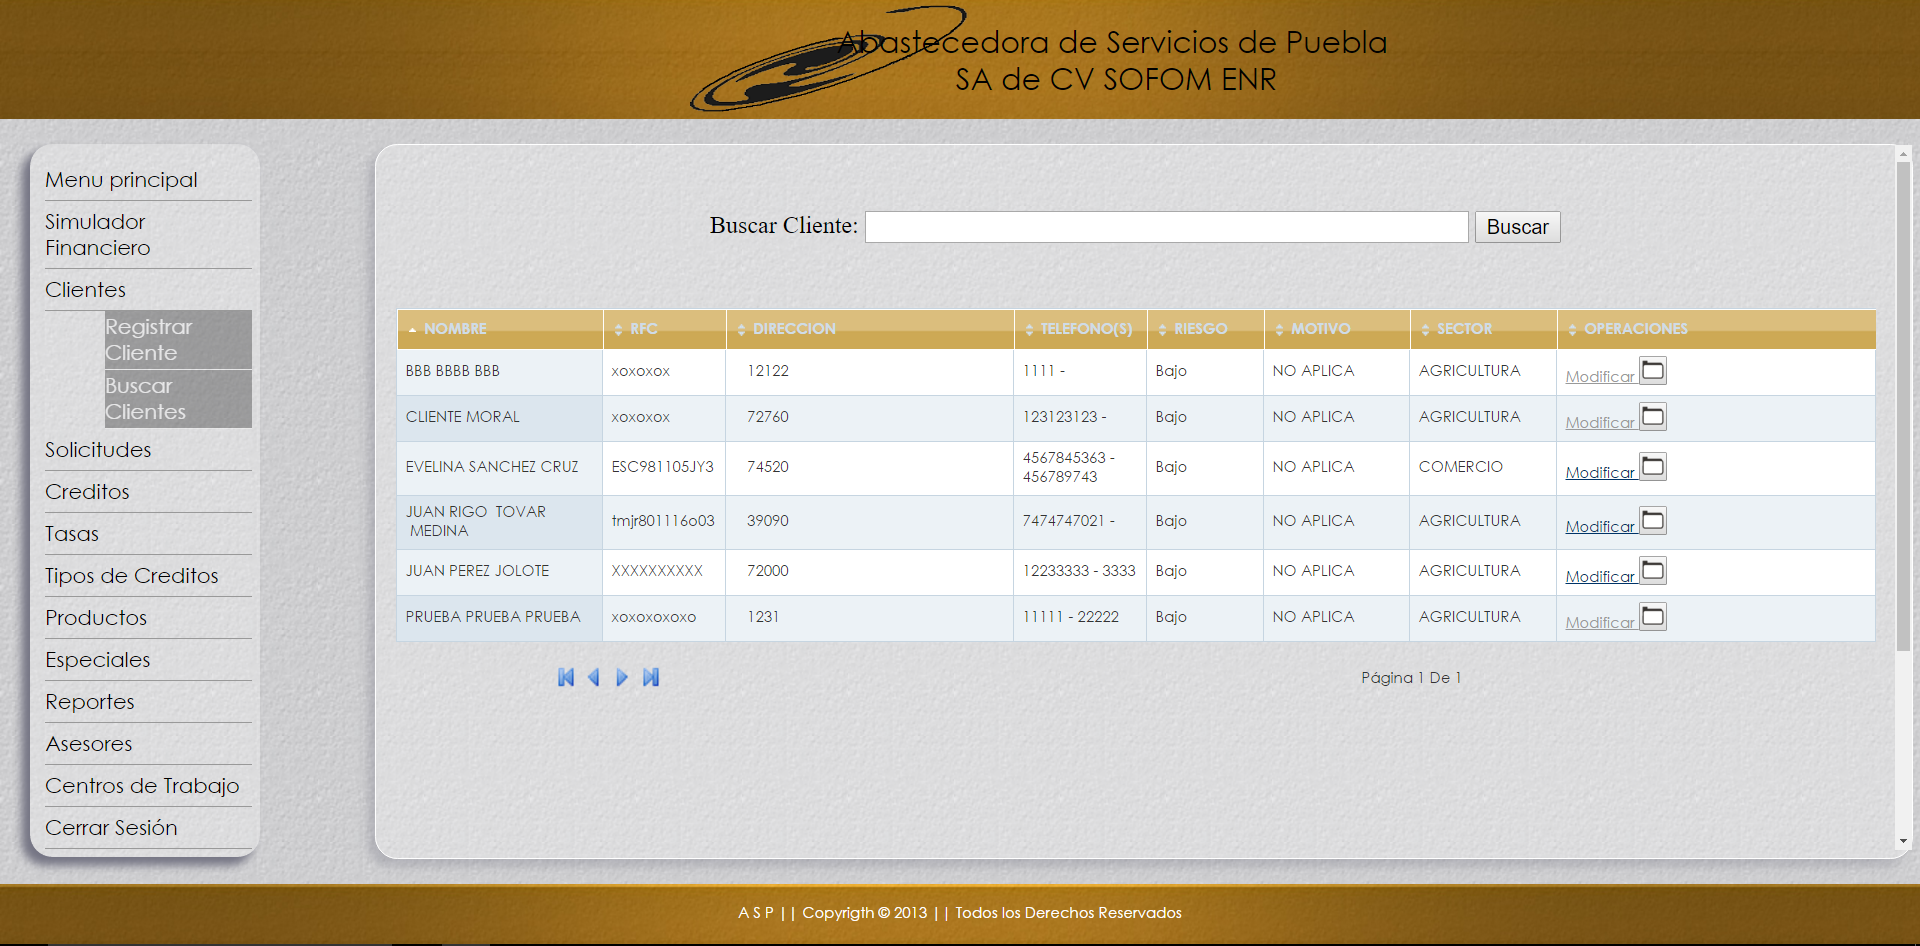 Abastecedora de Servicios de Puebla
SA de CV SOFOM ENR
Menu principal
Simulador
Financiero
Clientes
Registrar
Cliente
Buscar
Clientes
Solicitudes
Creditos
Tasas
Tipos de Creditos
Productos
Especiales
Reportes
Asesores
Centros de Trabajo
Cerrar Sesión
Buscar Cliente: Buscar
NOMBRE RFC DIRECCION TELEFONO(S) RIESGO MOTIVO SECTOR OPERACIONES
BBB BBBB BBB xoxoxox 12122 1111 - Bajo NO APLICA AGRICULTURA Modificar
CLIENTE MORAL xoxoxox 72760 123123123 - Bajo NO APLICA AGRICULTURA Modificar
EVELINA SANCHEZ CRUZ ESC981105JY3 74520 4567845363 - 456789743 Bajo NO APLICA COMERCIO Modificar
JUAN RIGO TOVAR MEDINA tmjr801116o03 39090 7474747021 - Bajo NO APLICA AGRICULTURA Modificar
JUAN PEREZ JOLOTE XXXXXXXXXX 72000 12233333 - 3333 Bajo NO APLICA AGRICULTURA Modificar
PRUEBA PRUEBA PRUEBA xoxoxoxoxo 1231 11111 - 22222 Bajo NO APLICA AGRICULTURA Modificar
Página 1 De 1
A S P || Copyrigth © 2013 || Todos los Derechos Reservados